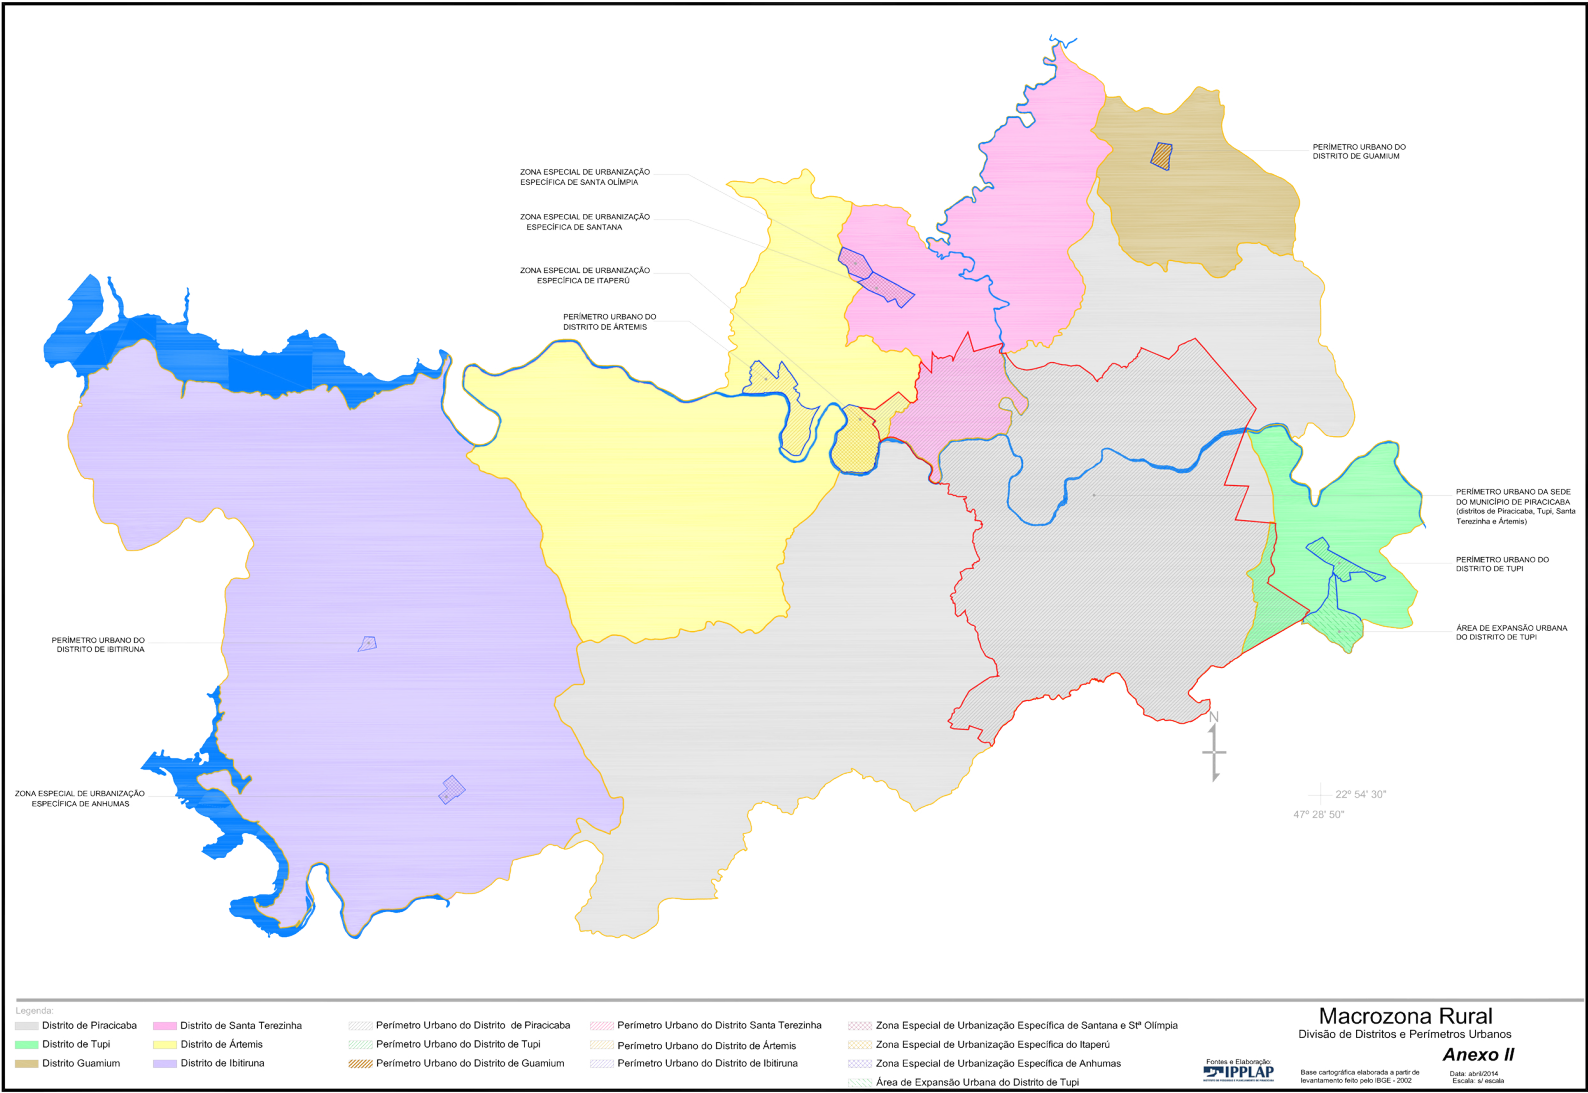 ZONA ESPECIAL DE URBANIZAÇÃO
ESPECÍFICA DE SANTA OLÍMPIA
ZONA ESPECIAL DE URBANIZAÇÃO
ESPECÍFICA DE SANTANA
ZONA ESPECIAL DE URBANIZAÇÃO
ESPECÍFICA DE ITAPERÚ
PERÍMETRO URBANO DO
DISTRITO DE ÁRTEMIS
PERÍMETRO URBANO DO
DISTRITO DE GUAMIUM
PERÍMETRO URBANO DA SEDE
DO MUNICÍPIO DE PIRACICABA
(distritos de Piracicaba, Tupi, Santa
Terezinha e Ártemis)
PERÍMETRO URBANO DO
DISTRITO DE TUPI
ÁREA DE EXPANSÃO URBANA
DO DISTRITO DE TUPI
PERÍMETRO URBANO DO
DISTRITO DE IBITIRUNA
ZONA ESPECIAL DE URBANIZAÇÃO
ESPECÍFICA DE ANHUMAS
N
22º 54' 30"
47º 28' 50"
Legenda:
Distrito de Piracicaba
Distrito de Tupi
Distrito Guamium
Distrito de Santa Terezinha
Distrito de Ártemis
Distrito de Ibitiruna
Perímetro Urbano do Distrito de Piracicaba
Perímetro Urbano do Distrito de Tupi
Perímetro Urbano do Distrito de Guamium
Perímetro Urbano do Distrito Santa Terezinha
Perímetro Urbano do Distrito de Ártemis
Perímetro Urbano do Distrito de Ibitiruna
Zona Especial de Urbanização Específica de Santana e Stª Olímpia
Zona Especial de Urbanização Específica do Itaperú
Zona Especial de Urbanização Específica de Anhumas
Área de Expansão Urbana do Distrito de Tupi
Macrozona Rural
Divisão de Distritos e Perímetros Urbanos
Anexo II
Fontes e Elaboração:
IPPLAP
Base cartográfica elaborada a partir de
levantamento feito pelo IBGE - 2002
Data: abril/2014
Escala: s/ escala